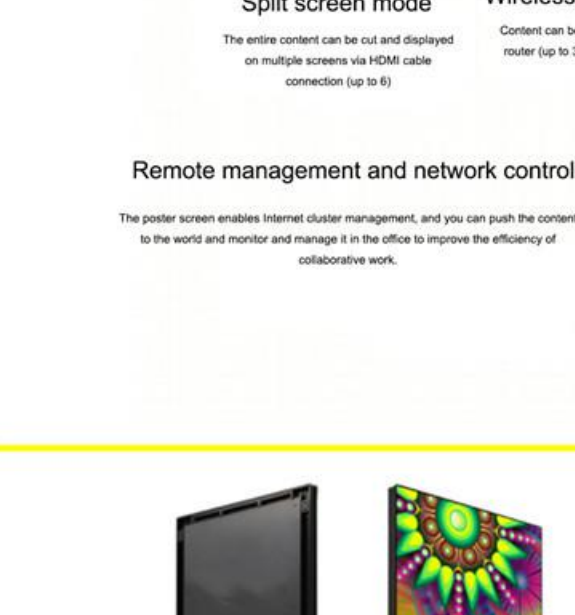 Split screen mode
The entire content can be cut and displayed
on multiple screens via HDMI cable
connection (up to 6)
Wireless
Content can be
router (up to
Remote management and network control
The poster screen enables Internet cluster management, and you can push the content
to the world and monitor and manage it in the office to improve the efficiency of
collaborative work.